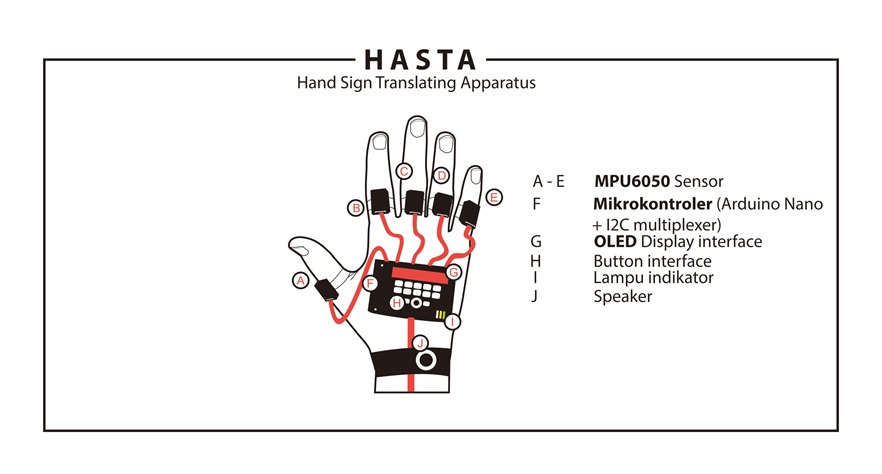 HASTA
Hand Sign Translating Apparatus
C
D
B
E
A
F
G
H
I
J
A - E MPU6050 Sensor
F Mikrokontroler (Arduino Nano
+ I2C multiplexer)
G OLED Display interface
H Button interface
I Lampu indikator
J Speaker